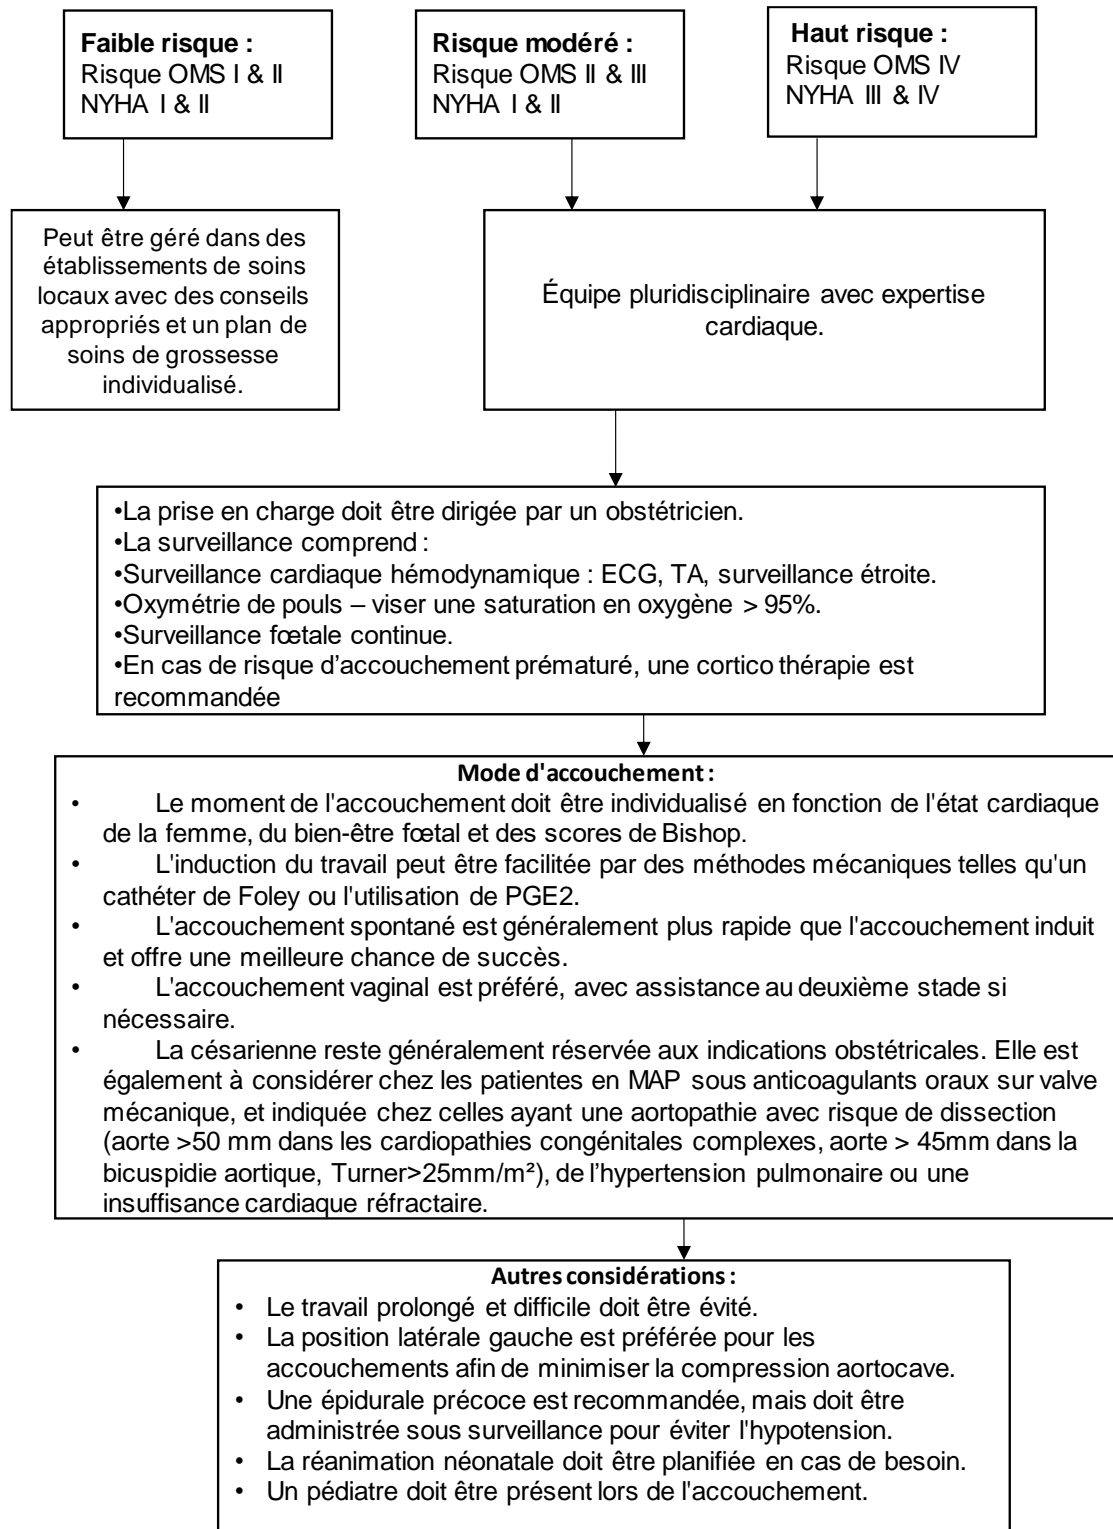 Faible risque :
Risque OMS I & II
NYHA I & II
Risque modéré :
Risque OMS II & III
NYHA I & II
Haut risque :
Risque OMS IV
NYHA III & IV
Peut être géré dans des
établissements de soins
locaux avec des conseils
appropriés et un plan de
soins de grossesse
individualisé.
Équipe pluridisciplinaire avec expertise
cardiaque.
•La prise en charge doit être dirigée par un obstétricien.
•La surveillance comprend :
•Surveillance cardiaque hémodynamique : ECG, TA, surveillance étroite.
•Oxymétrie de pouls – viser une saturation en oxygène > 95%.
•Surveillance fœtale continue.
•En cas de risque d’accouchement prématuré, une cortico thérapie est
recommandée
Mode d'accouchement :
• Le moment de l'accouchement doit être individualisé en fonction de l'état cardiaque
de la femme, du bien-être fœtal et des scores de Bishop.
• L'induction du travail peut être facilitée par des méthodes mécaniques telles qu'un
cathéter de Foley ou l'utilisation de PGE2.
• L'accouchement spontané est généralement plus rapide que l'accouchement induit
et offre une meilleure chance de succès.
• L'accouchement vaginal est préféré, avec assistance au deuxième stade si
nécessaire.
• La césarienne reste généralement réservée aux indications obstétricales. Elle est
également à considérer chez les patientes en MAP sous anticoagulants oraux sur valve
mécanique, et indiquée chez celles ayant une aortopathie avec risque de dissection
(aorte >50 mm dans les cardiopathies congénitales complexes, aorte > 45mm dans la
bicuspidie aortique, Turner>25mm/m²), de l’hypertension pulmonaire ou une
insuffisance cardiaque réfractaire.
Autres considérations :
• Le travail prolongé et difficile doit être évité.
• La position latérale gauche est préférée pour les
accouchements afin de minimiser la compression aortocave.
• Une épidurale précoce est recommandée, mais doit être
administrée sous surveillance pour éviter l'hypotension.
• La réanimation néonatale doit être planifiée en cas de besoin.
• Un pédiatre doit être présent lors de l'accouchement.